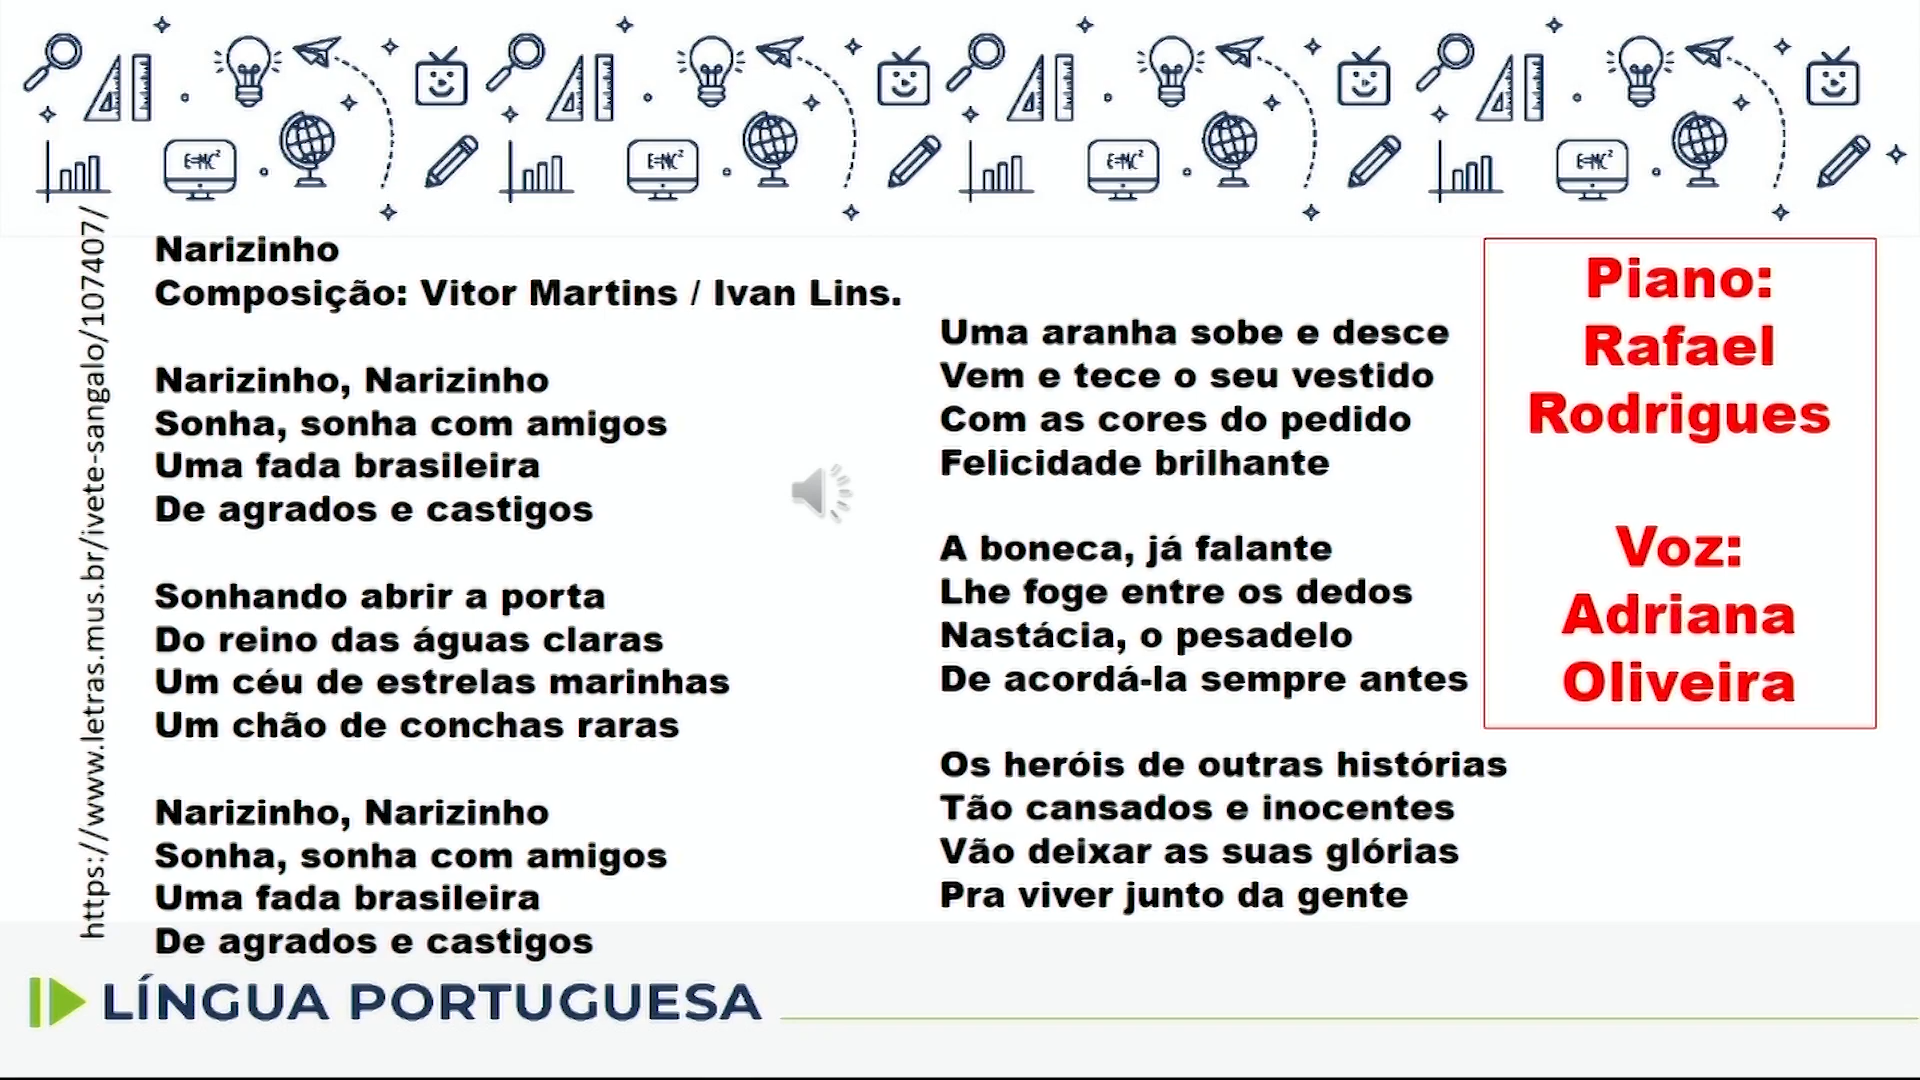 E=MC²
E=MC²
E=MC²
E=MC²
https://www.letras.mus.br/ivete-sangalo/107407/
Narizinho
Composição: Vitor Martins / Ivan Lins.
Narizinho, Narizinho
Sonha, sonha com amigos
Uma fada brasileira
De agrados e castigos
Sonhando abrir a porta
Do reino das águas claras
Um céu de estrelas marinhas
Um chão de conchas raras
Narizinho, Narizinho
Sonha, sonha com amigos
Uma fada brasileira
De agrados e castigos
Uma aranha sobe e desce
Vem e tece o seu vestido
Com as cores do pedido
Felicidade brilhante
A boneca, já falante
Lhe foge entre os dedos
Nastácia, o pesadelo
De acordá-la sempre antes
Os heróis de outras histórias
Tão cansados e inocentes
Vão deixar as suas glórias
Pra viver junto da gente
Piano:
Rafael
Rodrigues
Voz:
Adriana
Oliveira
LÍNGUA PORTUGUESA